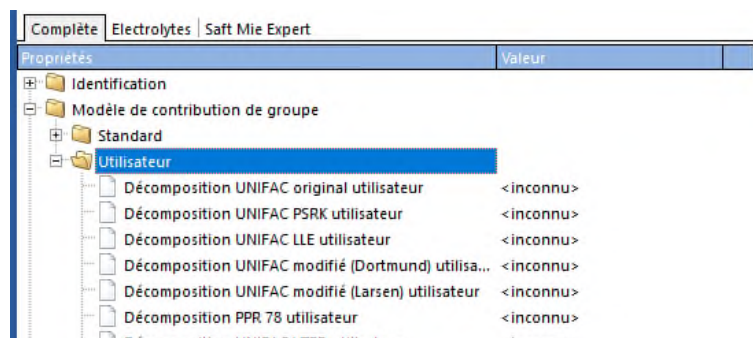 Complète Electrolytes Saft Mie Expert
Propriétés Valeur
Identification
Modèle de contribution de groupe
Standard
Utilisateur
Décomposition UNIFAC original utilisateur <inconnu>
Décomposition UNIFAC PSRK utilisateur <inconnu>
Décomposition UNIFAC LLE utilisateur <inconnu>
Décomposition UNIFAC modifié (Dortmund) utilisa... <inconnu>
Décomposition UNIFAC modifié (Larsen) utilisateur <inconnu>
Décomposition PPR 78 utilisateur <inconnu>